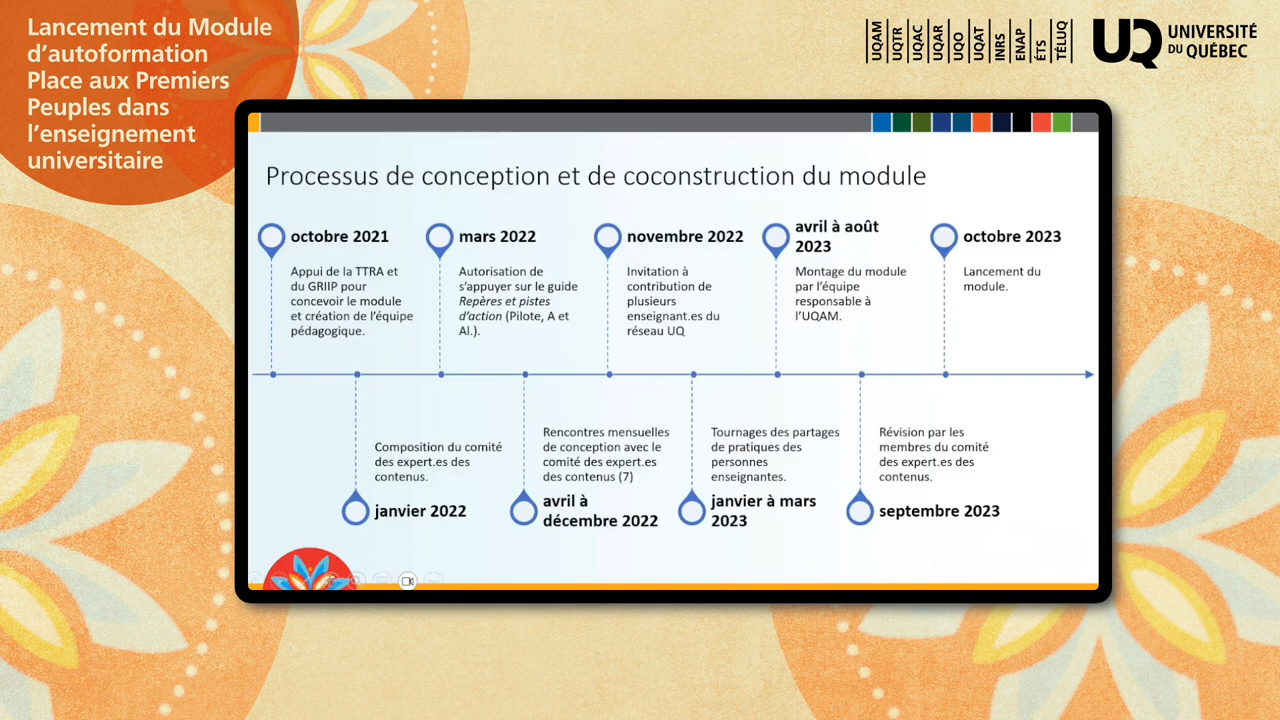 Lancement du Module
d’autoformation
Place aux Premiers
Peuples dans
l’enseignement
universitaire
UQAM
UQTR
UQAC
UQAR
UQO
UQAT
INRS
ENAP
ÉTS
TÉLUQ
UQ
UNIVERSITÉ
DU QUÉBEC
Processus de conception et de coconstruction du module
octobre 2021
Appui de la TTRA et
du GRIIP pour
concevoir le module
et création de l’équipe
pédagogique.
mars 2022
Autorisation de
s’appuyer sur le guide
Repères et pistes
d’action (Pilote, A et
Al.).
novembre 2022
Invitation à
contribution de
plusieurs
enseignant.es du
réseau UQ
avril à août
2023
Montage du module
par l’équipe
responsable à
l’UQAM.
octobre 2023
Lancement du
module.
Composition du comité
des expert.es des
contenus.
janvier 2022
Rencontres mensuelles
de conception avec le
comité des expert.es
des contenus (7)
avril à
décembre 2022
Tournages des partages
de pratiques des
personnes
enseignantes.
janvier à mars
2023
Révision par les
membres du comité
des expert.es des
contenus.
septembre 2023